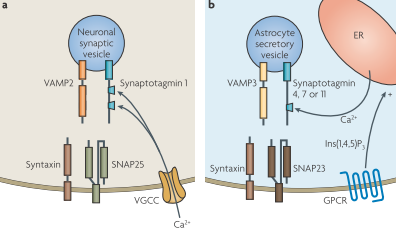 a
Neuronal
synaptic
vesicle
VAMP2
Synaptotagmin 1
Syntaxin
SNAP25
VGCC
Ca2+
b
ER
Astrocyte
secretory
vesicle
VAMP3
Synaptotagmin
4, 7 or 11
+
Ca2+
Ins(1,4,5)P3
Syntaxin
SNAP23
GPCR